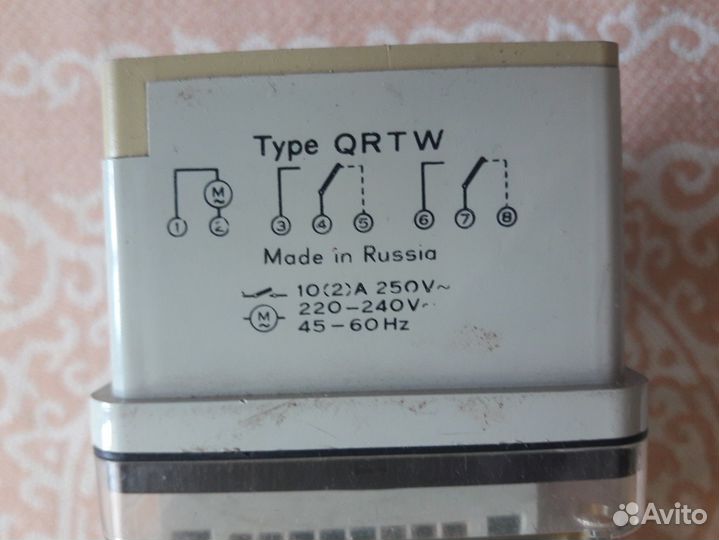 Type QRTW
M
1 2 3 4 5 6 7 8
Made in Russia
10(2)A 250V~
220-240V~
M
45-60Hz
Avito